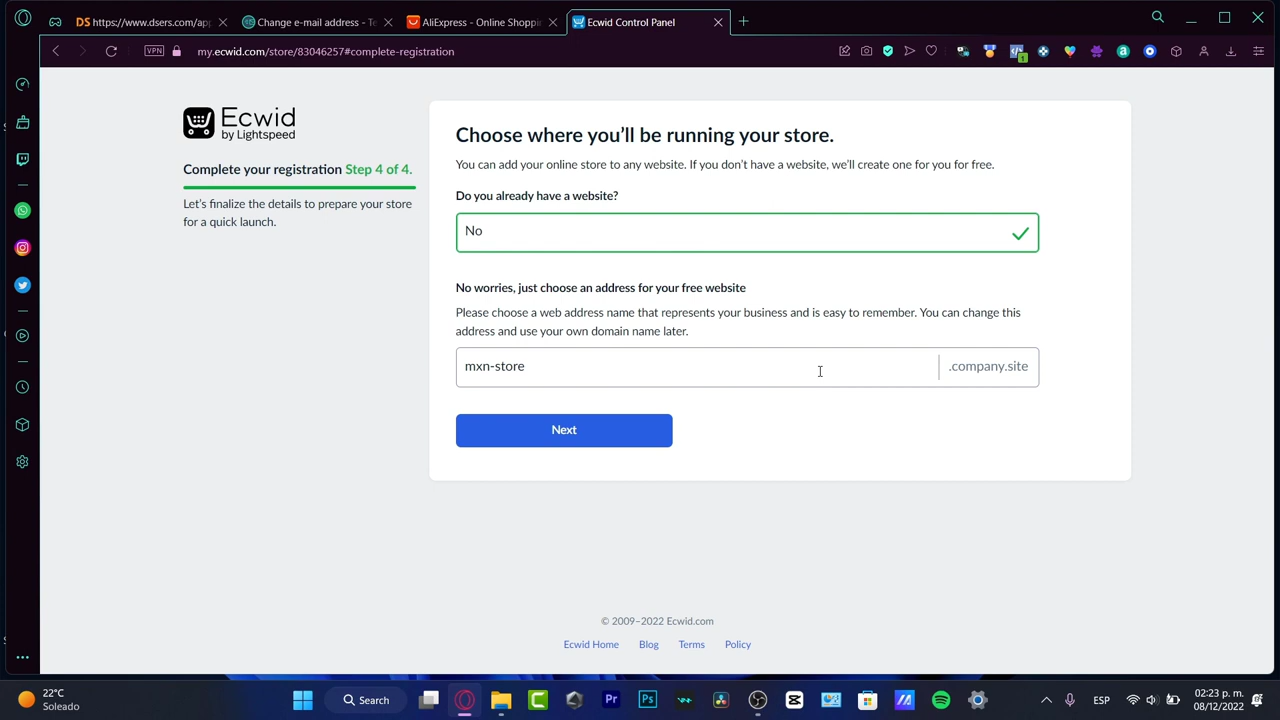 DS https://www.dsers.com/app
Change e-mail address - Te
AliExpress - Online Shoppin
Ecwid Control Panel
VPN
my.ecwid.com/store/83046257#complete-registration
1
Ecwid
by Lightspeed
Complete your registration Step 4 of 4.
Let's finalize the details to prepare your store
for a quick launch.
Choose where you'll be running your store.
You can add your online store to any website. If you don't have a website, we'll create one for you for free.
Do you already have a website?
No
No worries, just choose an address for your free website
Please choose a web address name that represents your business and is easy to remember. You can change this
address and use your own domain name later.
mxn-store
.company.site
Next
© 2009–2022 Ecwid.com
Ecwid Home
Blog
Terms
Policy
22°C
Soleado
Search
Pr
Ps
ESP
02:23 p. m.
08/12/2022